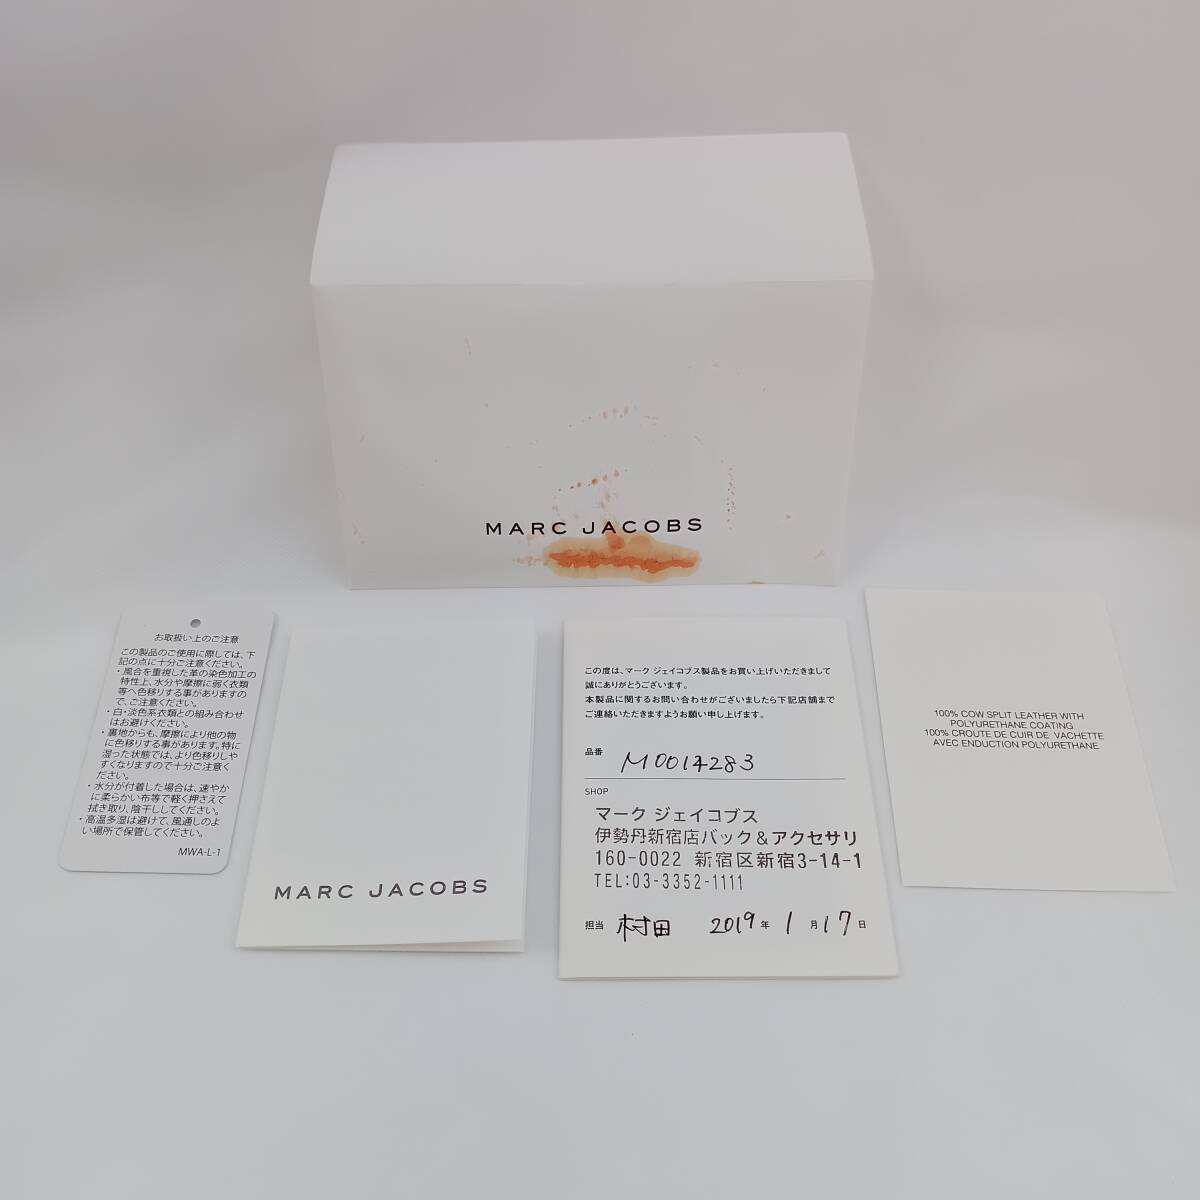 MARC JACOBS
お取扱い上のご注意
この製品のご使用に際しては、下
記の点に十分ご注意ください。
・風合を重視した革の染色加工の
特性上、水分や摩擦に弱く衣類
等へ色移りする事がありますの
で、ご注意ください。
・白・淡色系衣類との組み合わせ
はお避けください。
・裏地からも、摩擦により他の物
に色移りする事があります。特に
湿った状態では、より色移りしや
すくなりますので十分ご注意く
ださい。
・水分が付着した場合は、速やか
に柔らかい布等で軽く押さえて
拭き取り、陰干ししてください。
・高温多湿は避けて、風通しのよ
い場所で保管してください。
MWA-L-1
MARC JACOBS
この度は、マーク ジェイコブス製品をお買い上げいただきまして
誠にありがとうございます。
本製品に関するお問い合わせがございましたら下記店舗まで
ご連絡いただきますようお願い申し上げます。
品番 M0014283
SHOP
マーク ジェイコブス
伊勢丹新宿店バック&アクセサリ
160-0022 新宿区新宿3-14-1
TEL:03-3352-1111
担当 村田 2019年 1月17日
100% COW SPLIT LEATHER WITH
POLYURETHANE COATING
100% CROUTE DE CUIR DE VACHETTE
AVEC ENDUCTION POLYURETHANE